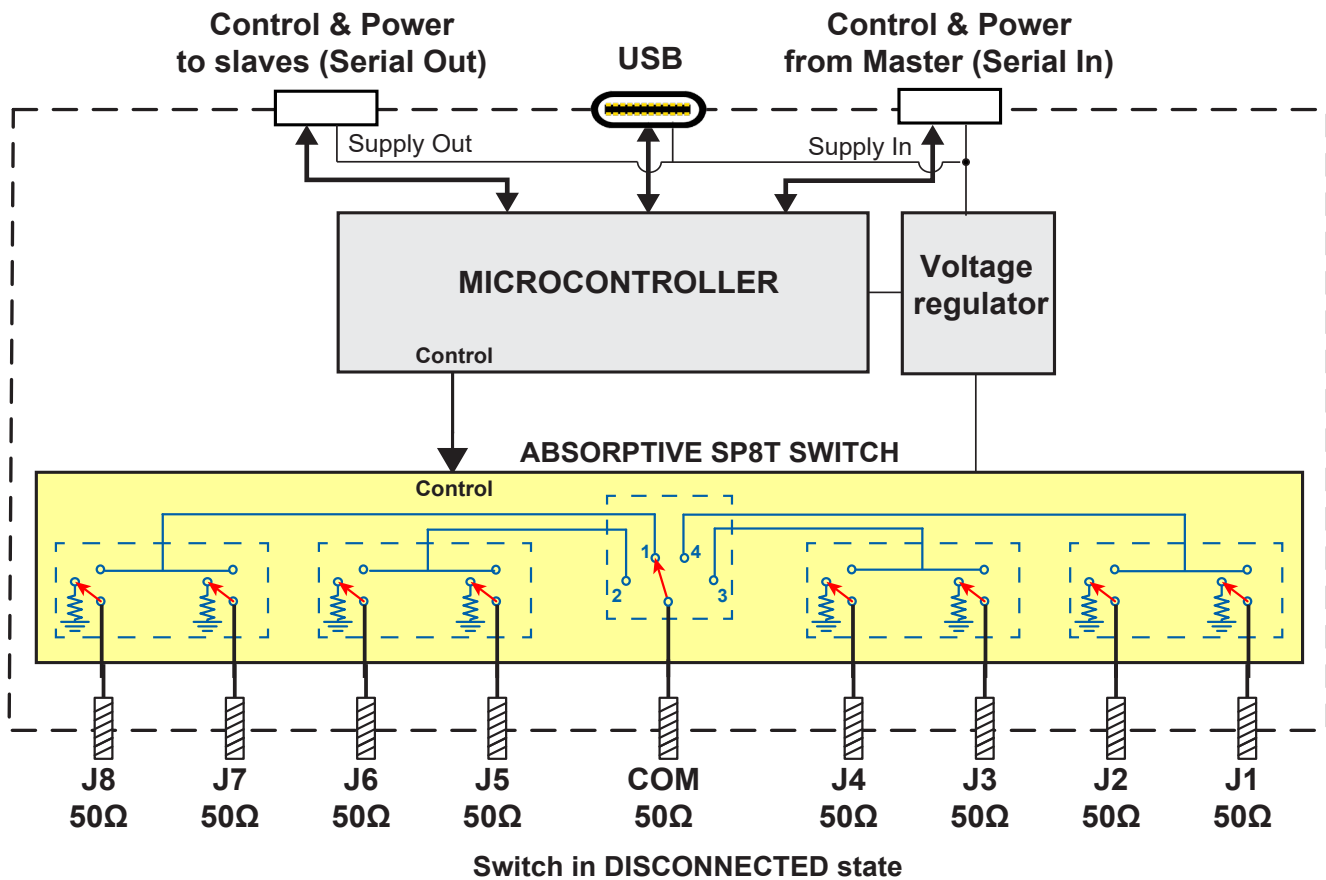 Control & Power
to slaves (Serial Out)
USB
Control & Power
from Master (Serial In)
Supply Out
Supply In
MICROCONTROLLER
Voltage
regulator
Control
ABSORPTIVE SP8T SWITCH
Control
1
4
2
3
J8
50Ω
J7
50Ω
J6
50Ω
J5
50Ω
COM
50Ω
J4
50Ω
J3
50Ω
J2
50Ω
J1
50Ω
Switch in DISCONNECTED state